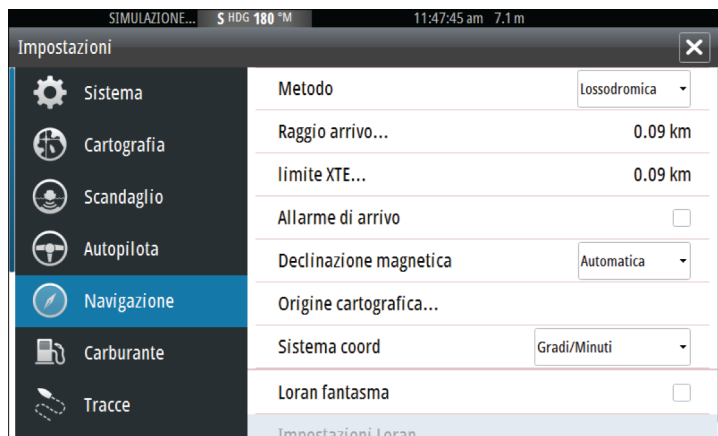 SIMULAZIONE... S HDG 180 °M 11:47:45 am 7.1 m
Impostazioni
Sistema
Cartografia
Scandaglio
Autopilota
Navigazione
Carburante
Tracce
Metodo Lossodromica
Raggio arrivo... 0.09 km
limite XTE... 0.09 km
Allarme di arrivo
Declinazione magnetica Automatica
Origine cartografica...
Sistema coord Gradi/Minuti
Loran fantasma
Impostazioni Loran